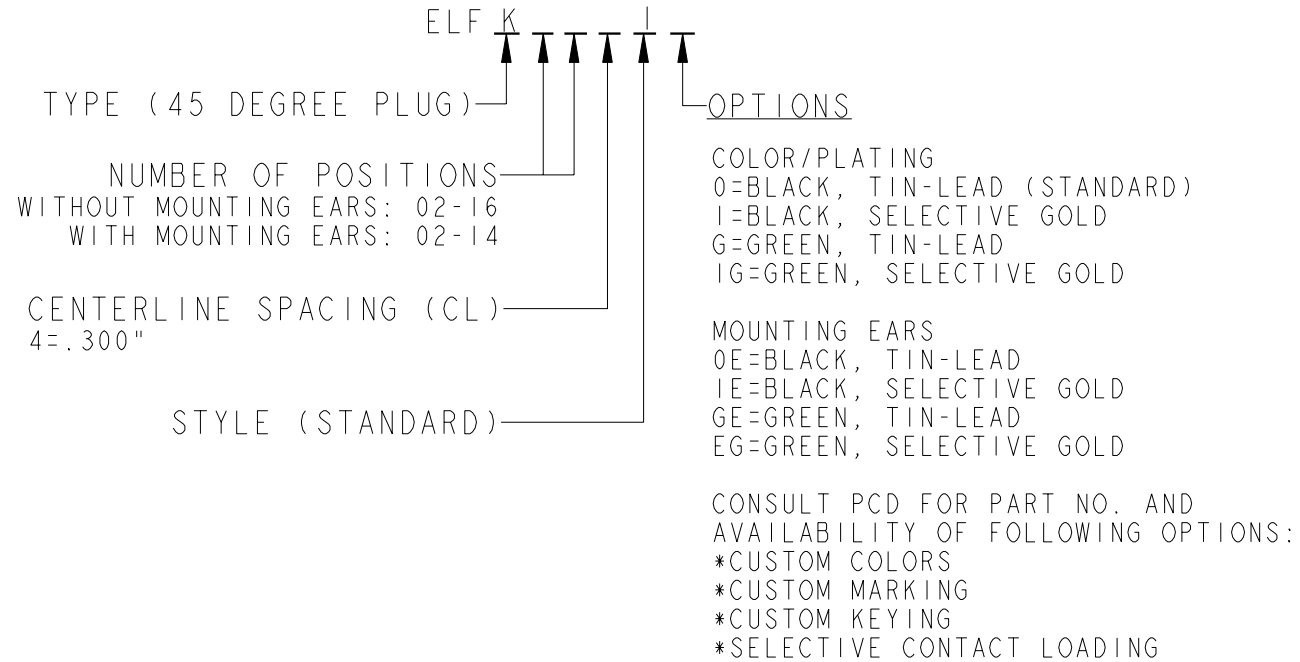 ELF K _ _ _ 1 _
TYPE (45 DEGREE PLUG)
NUMBER OF POSITIONS
WITHOUT MOUNTING EARS: 02-16
WITH MOUNTING EARS: 02-14
CENTERLINE SPACING (CL)
4=.300"
STYLE (STANDARD)
OPTIONS
COLOR/PLATING
0=BLACK, TIN-LEAD (STANDARD)
1=BLACK, SELECTIVE GOLD
G=GREEN, TIN-LEAD
1G=GREEN, SELECTIVE GOLD
MOUNTING EARS
0E=BLACK, TIN-LEAD
1E=BLACK, SELECTIVE GOLD
GE=GREEN, TIN-LEAD
EG=GREEN, SELECTIVE GOLD
CONSULT PCD FOR PART NO. AND
AVAILABILITY OF FOLLOWING OPTIONS:
*CUSTOM COLORS
*CUSTOM MARKING
*CUSTOM KEYING
*SELECTIVE CONTACT LOADING